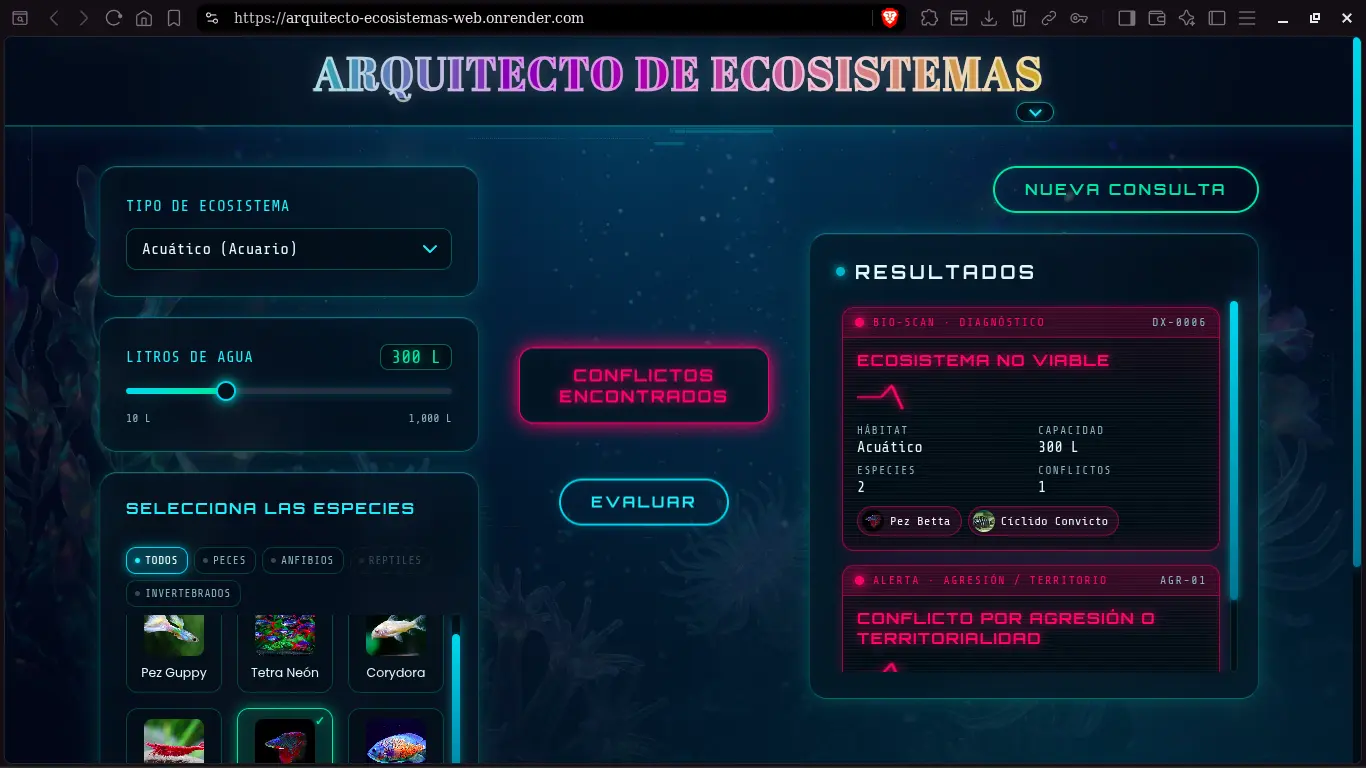 https://arquitecto-ecosistemas-web.onrender.com
ARQUITECTO DE ECOSISTEMAS
TIPO DE ECOSISTEMA
Acuático (Acuario)
LITROS DE AGUA
300 L
10 L
1,000 L
SELECCIONA LAS ESPECIES
TODOS
PECES
ANFIBIOS
REPTILES
INVERTEBRADOS
Pez Guppy
Tetra Neón
Corydora
CONFLICTOS
ENCONTRADOS
EVALUAR
NUEVA CONSULTA
RESULTADOS
BIO-SCAN · DIAGNÓSTICO
DX-0006
ECOSISTEMA NO VIABLE
HÁBITAT
Acuático
CAPACIDAD
300 L
ESPECIES
2
CONFLICTOS
1
Pez Betta
Cíclido Convicto
ALERTA · AGRESIÓN / TERRITORIO
AGR-01
CONFLICTO POR AGRESIÓN O
TERRITORIALIDAD